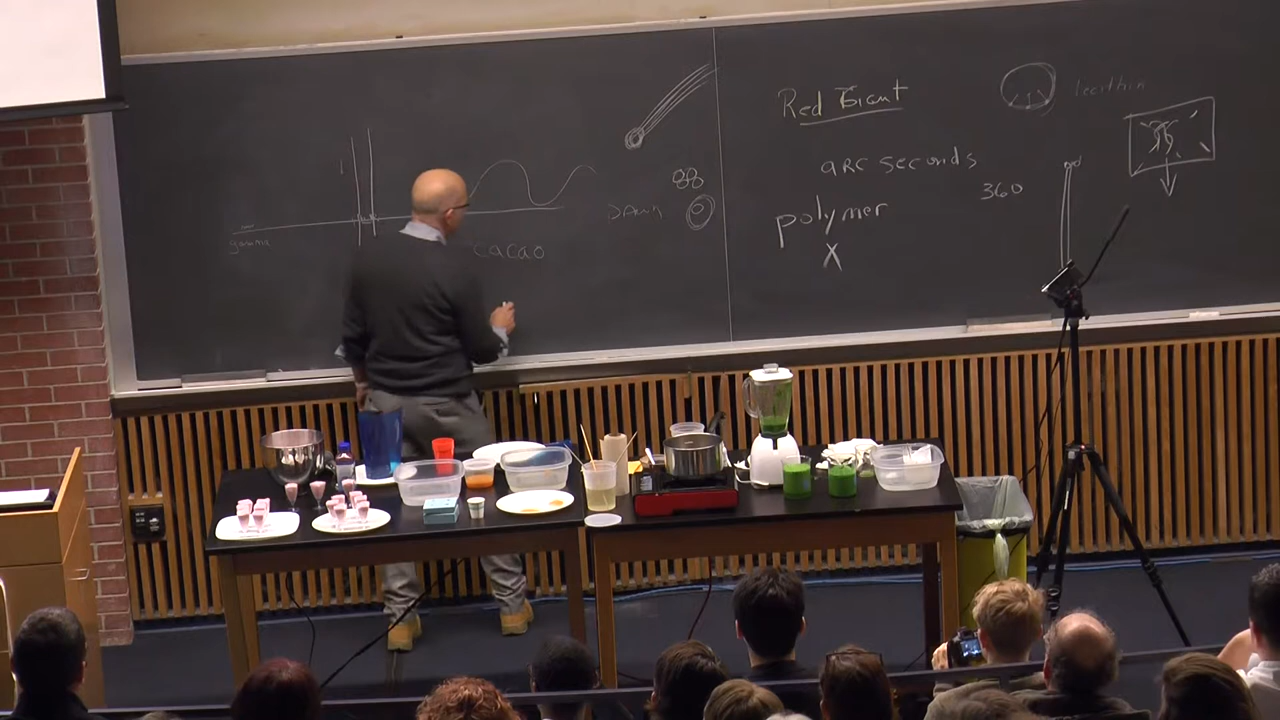 gamma
cacao
Dawn
Red Giant
arc seconds
360
polymer
X
lecithin